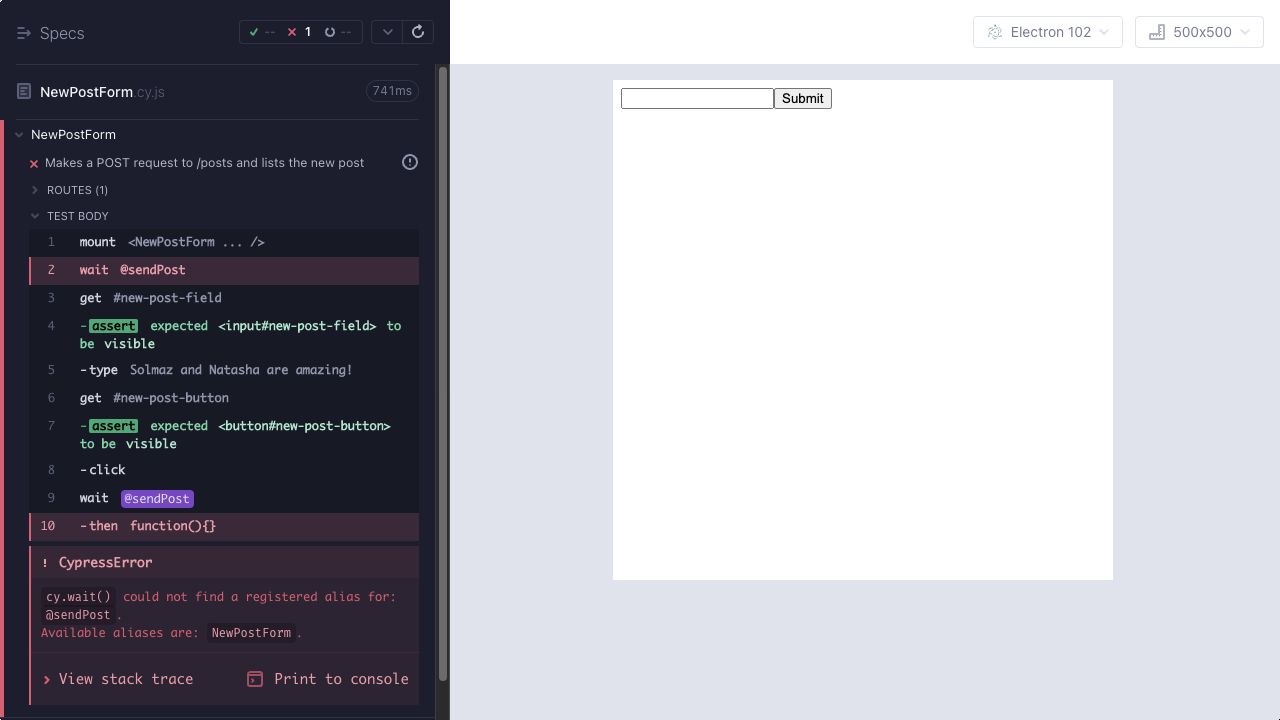 Specs
-- 1 --
Electron 102
500x500
NewPostForm.cy.js
741ms
NewPostForm
Makes a POST request to /posts and lists the new post
ROUTES (1)
TEST BODY
1 mount <NewPostForm ... />
2 wait @sendPost
3 get #new-post-field
4 -assert expected <input#new-post-field> to
be visible
5 -type Solmaz and Natasha are amazing!
6 get #new-post-button
7 -assert expected <button#new-post-button>
to be visible
8 -click
9 wait @sendPost
10 -then function(){}
! CypressError
cy.wait() could not find a registered alias for:
@sendPost.
Available aliases are: NewPostForm.
View stack trace
Print to console
Submit